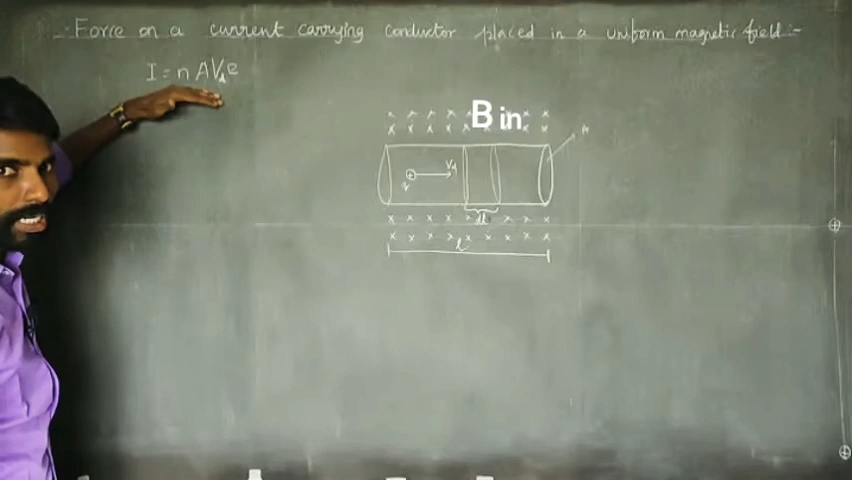 :- Force on a current carrying conductor placed in a uniform magnetic field :-
I = n A Vd e
x x x x B in x x
x x x x x x x
A
+ Vd
q
x x x x x dl x x x
x x x x x x x x x
l